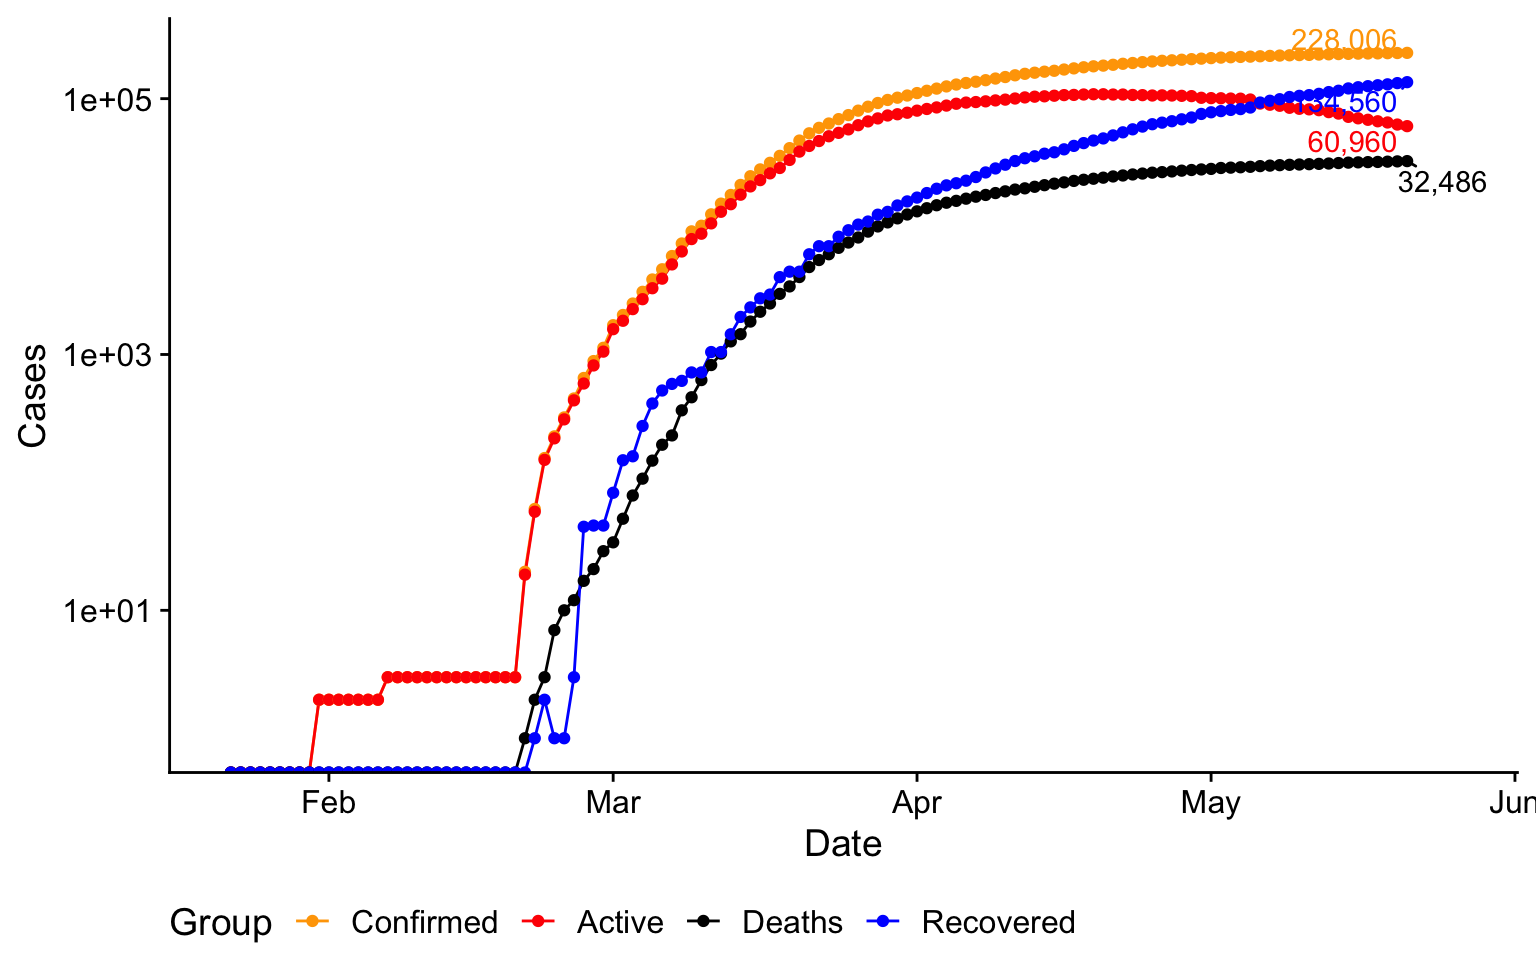 228,006
1e+05
134,560
60,960
32,486
1e+03
Cases
1e+01
Feb Mar Apr May Jun
Date
Group Confirmed Active Deaths Recovered